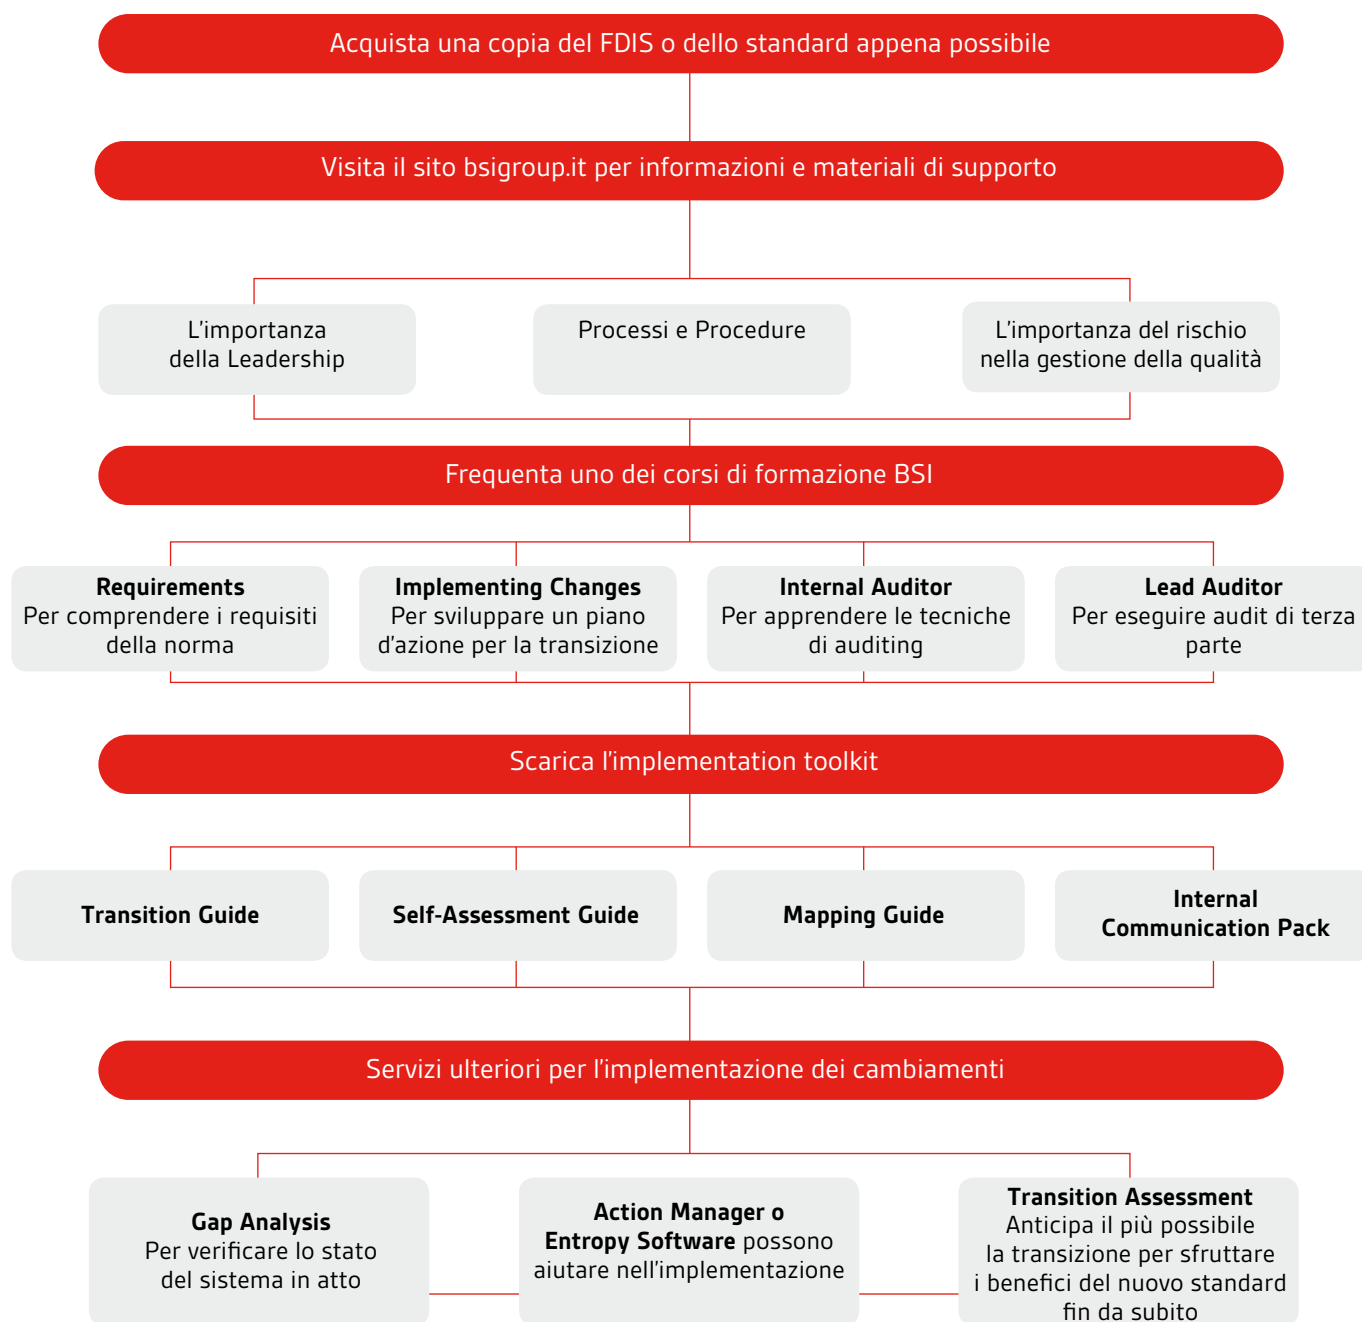 Acquista una copia del FDIS o dello standard appena possibile
Visita il sito bsigroup.it per informazioni e materiali di supporto
L'importanza
della Leadership
Processi e Procedure
L'importanza del rischio
nella gestione della qualità
Frequenta uno dei corsi di formazione BSI
Requirements
Per comprendere i requisiti
della norma
Implementing Changes
Per sviluppare un piano
d'azione per la transizione
Internal Auditor
Per apprendere le tecniche
di auditing
Lead Auditor
Per eseguire audit di terza
parte
Scarica l'implementation toolkit
Transition Guide
Self-Assessment Guide
Mapping Guide
Internal
Communication Pack
Servizi ulteriori per l'implementazione dei cambiamenti
Gap Analysis
Per verificare lo stato
del sistema in atto
Action Manager o
Entropy Software possono
aiutare nell'implementazione
Transition Assessment
Anticipa il più possibile
la transizione per sfruttare
i benefici del nuovo standard
fin da subito